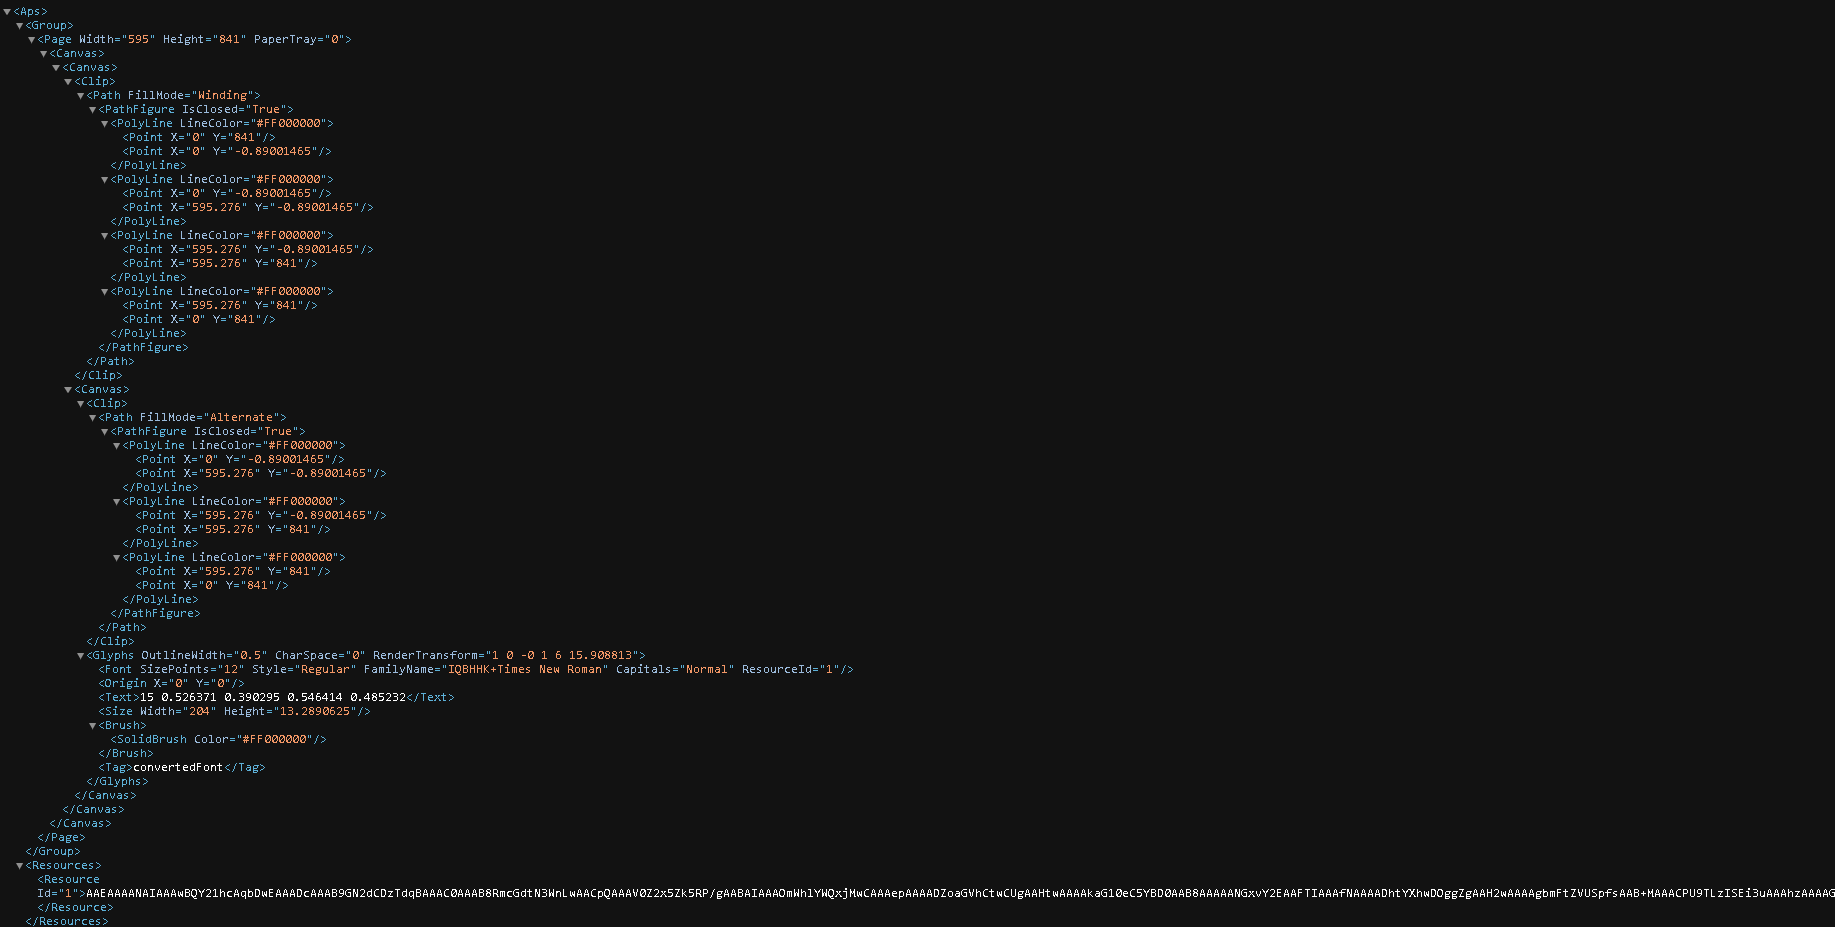 <Aps>
<Group>
<Page Width="595" Height="841" PaperTray="0">
<Canvas>
<Canvas>
<Clip>
<Path FillMode="Winding">
<PathFigure IsClosed="True">
<PolyLine LineColor="#FF000000">
<Point X="0" Y="841"/>
<Point X="0" Y="-0.89001465"/>
</PolyLine>
<PolyLine LineColor="#FF000000">
<Point X="0" Y="-0.89001465"/>
<Point X="595.276" Y="-0.89001465"/>
</PolyLine>
<PolyLine LineColor="#FF000000">
<Point X="595.276" Y="-0.89001465"/>
<Point X="595.276" Y="841"/>
</PolyLine>
<PolyLine LineColor="#FF000000">
<Point X="595.276" Y="841"/>
<Point X="0" Y="841"/>
</PolyLine>
</PathFigure>
</Path>
</Clip>
<Canvas>
<Clip>
<Path FillMode="Alternate">
<PathFigure IsClosed="True">
<PolyLine LineColor="#FF000000">
<Point X="0" Y="-0.89001465"/>
<Point X="595.276" Y="-0.89001465"/>
</PolyLine>
<PolyLine LineColor="#FF000000">
<Point X="595.276" Y="-0.89001465"/>
<Point X="595.276" Y="841"/>
</PolyLine>
<PolyLine LineColor="#FF000000">
<Point X="595.276" Y="841"/>
<Point X="0" Y="841"/>
</PolyLine>
</PathFigure>
</Path>
</Clip>
<Glyphs OutlineWidth="0.5" CharSpace="0" RenderTransform="1 0 -0 1 6 15.908813">
<Font SizePoints="12" Style="Regular" FamilyName="IQBHHK+Times New Roman" Capitals="Normal" ResourceId="1"/>
<Origin X="0" Y="0"/>
<Text>15 0.526371 0.390295 0.546414 0.485232</Text>
<Size Width="204" Height="13.2890625"/>
<Brush>
<SolidBrush Color="#FF000000"/>
</Brush>
<Tag>convertedFont</Tag>
</Glyphs>
</Canvas>
</Canvas>
</Canvas>
</Page>
</Group>
<Resources>
<Resource
Id="1">
</Resource>
</Resources>